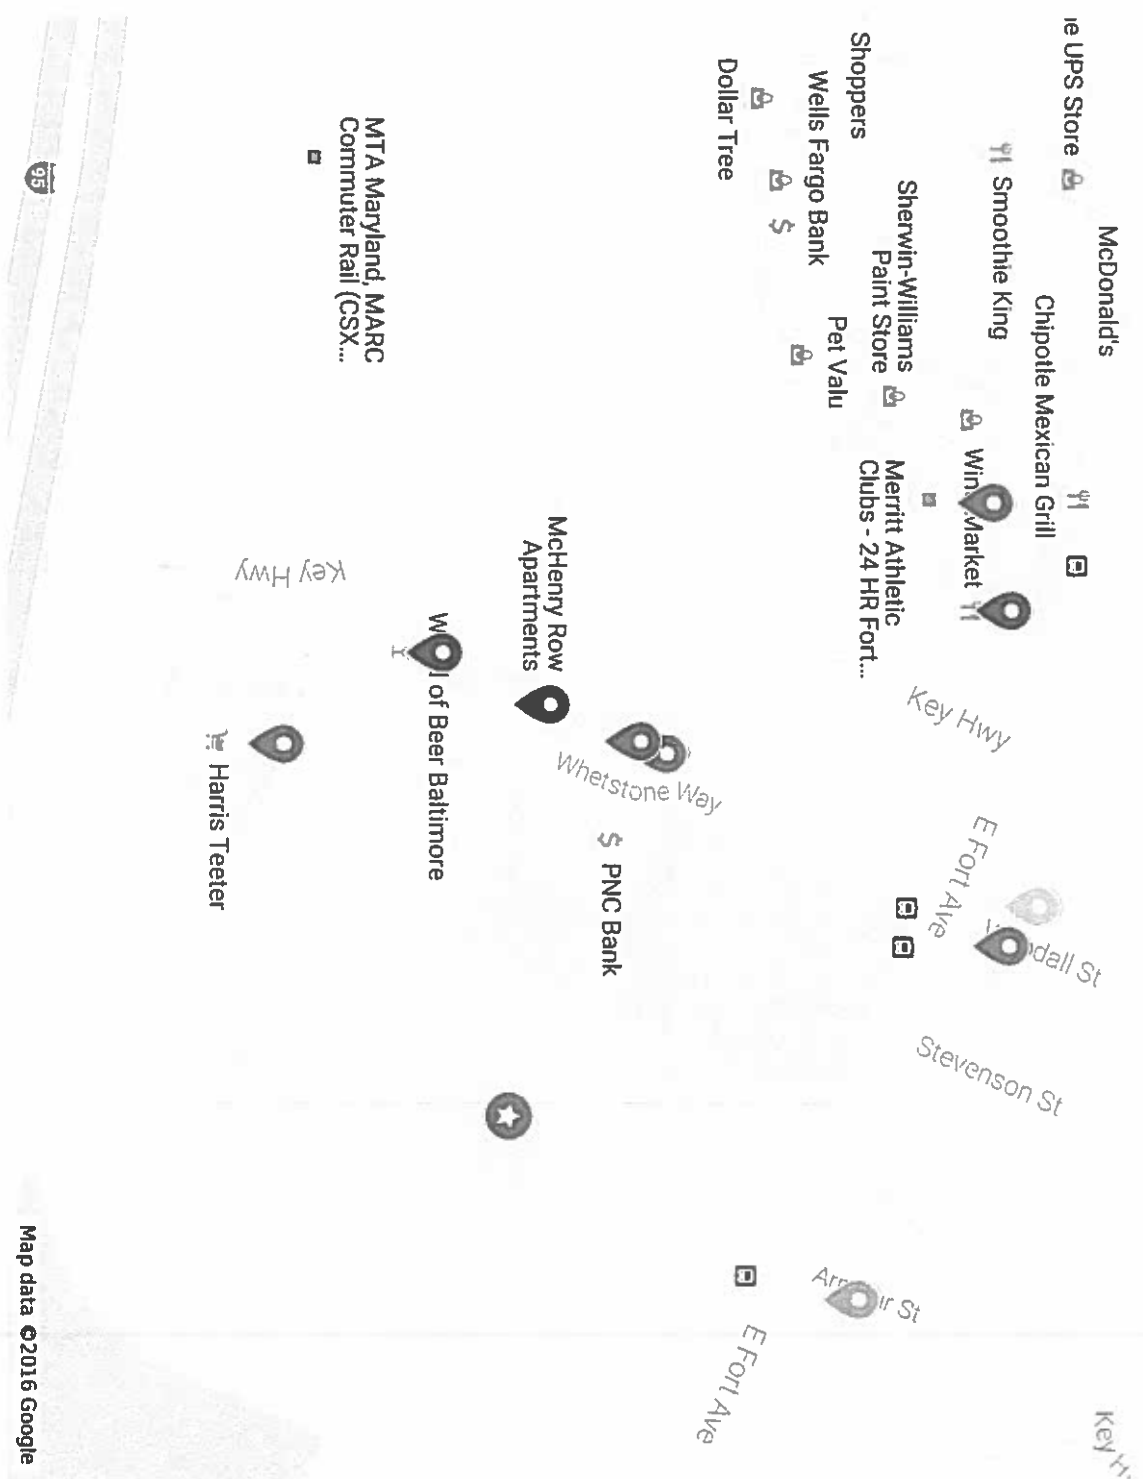 UPS Store
McDonald's
Smoothie King
Chipotle Mexican Grill
Shoppers
Wells Fargo Bank
Dollar Tree
Sherwin-Williams
Paint Store
Pet Valu
Market
Merritt Athletic
Clubs - 24 HR Fort...
MTA Maryland, MARC
Commuter Rail (CSX...
95
McHenry Row
Apartments
Key Hwy
Key Hwy
of Beer Baltimore
Whetstone Way
$ PNC Bank
Harris Teeter
E Fort Ave
St
Stevenson St
St
E Fort Ave
Key
Map data ©2016 Google